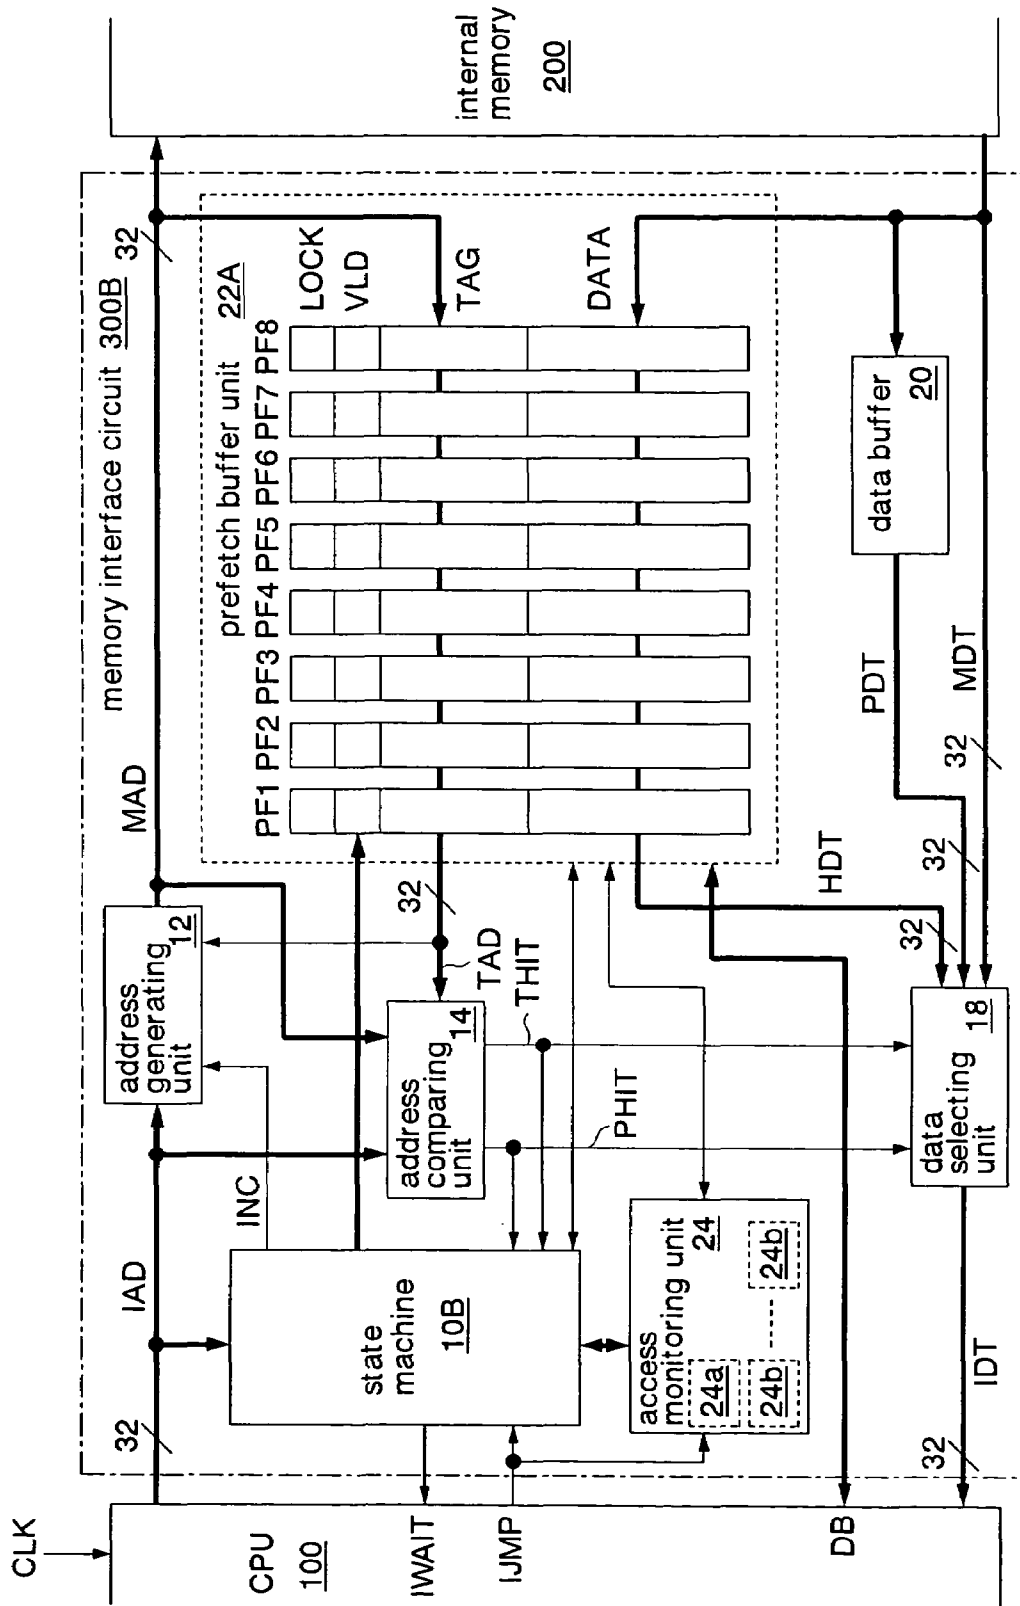 CLK
CPU
100
IWAIT
IJMP
DB
32
IAD
MAD
32
memory interface circuit 300B
internal
memory
200
state
machine
10B
INC
address
generating
unit
12
address
comparing
unit
14
TAD
THIT
PHIT
32
prefetch buffer unit 22A
PF1 PF2 PF3 PF4 PF5 PF6 PF7 PF8
LOCK
VLD
TAG
DATA
access
monitoring unit
24
24a
24b
24b
data
selecting
unit
18
IDT
32
HDT
32
32
PDT
MDT
32
data buffer
20